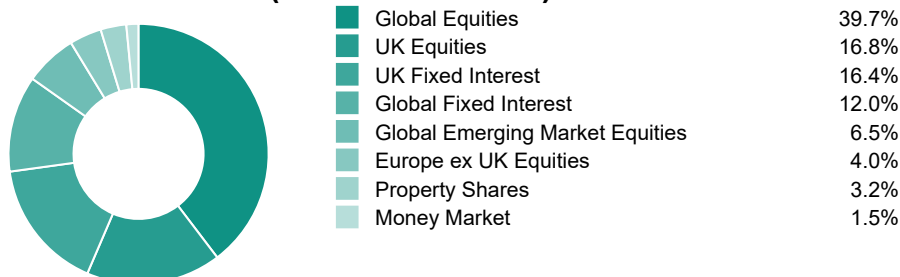 Global Equities 39.7%
UK Equities 16.8%
UK Fixed Interest 16.4%
Global Fixed Interest 12.0%
Global Emerging Market Equities 6.5%
Europe ex UK Equities 4.0%
Property Shares 3.2%
Money Market 1.5%